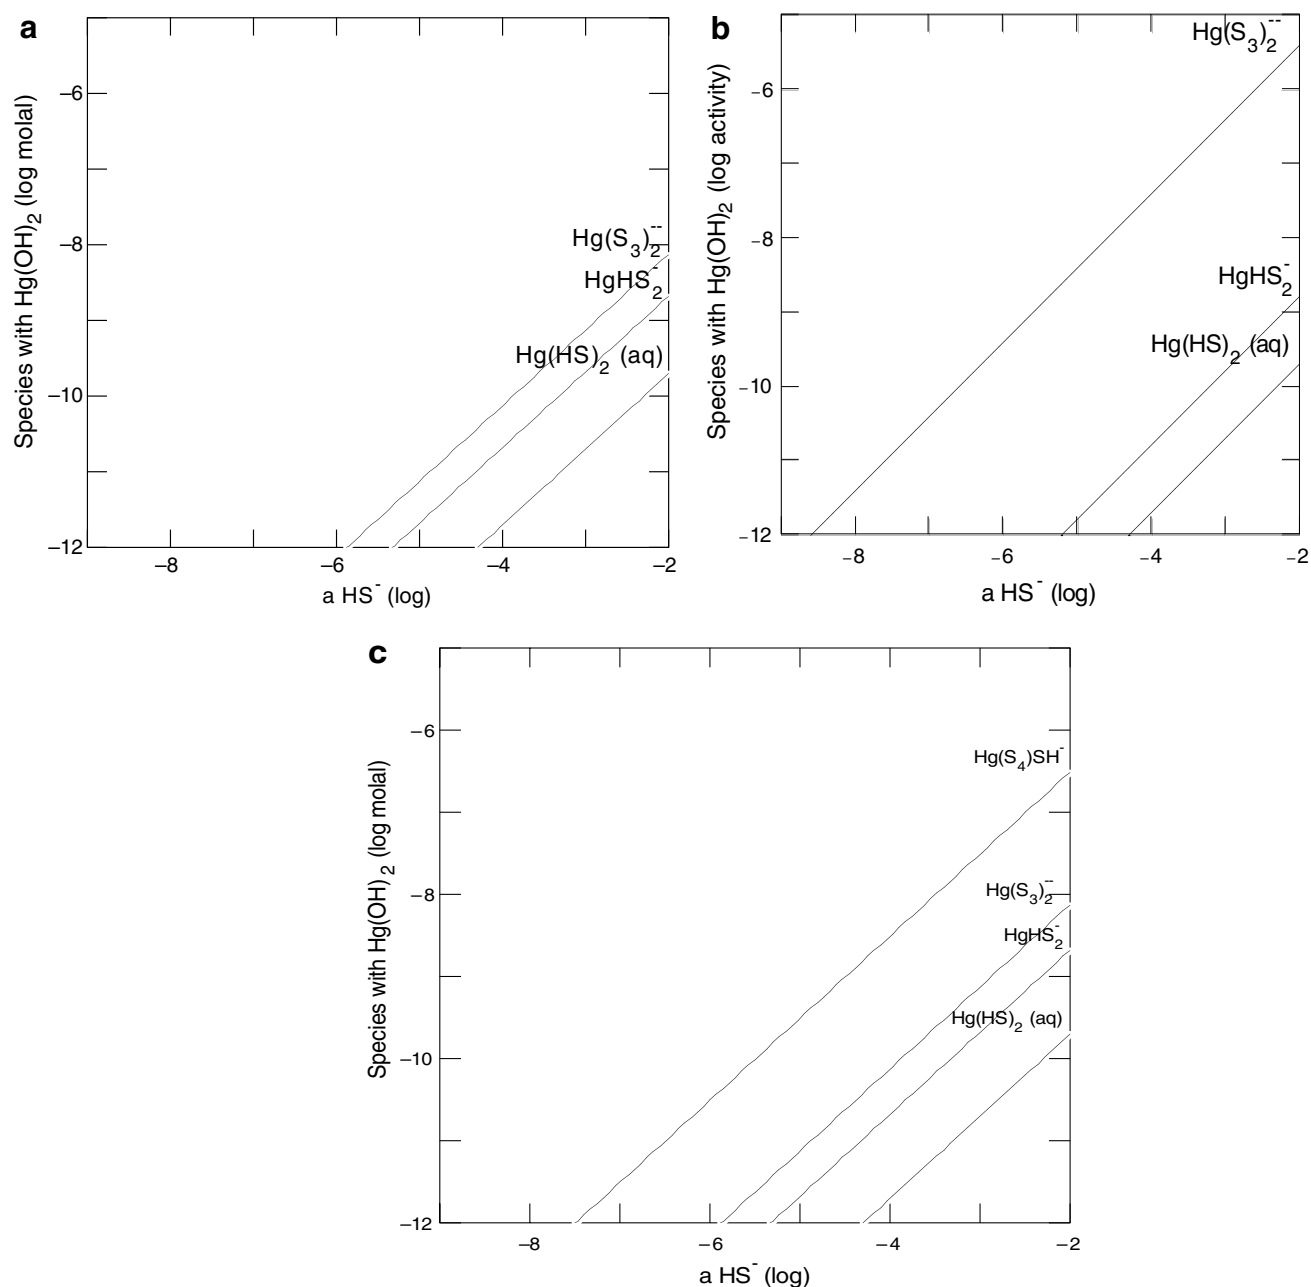 a
Species with Hg(OH)₂ (log molal)
−6
−8
−10
−12
Hg(S₃)₂⁻⁻
HgHS₂⁻
Hg(HS)₂ (aq)
−8 −6 −4 −2
a HS⁻ (log)
b
Species with Hg(OH)₂ (log activity)
−6
−8
−10
−12
Hg(S₃)₂⁻⁻
HgHS₂⁻
Hg(HS)₂ (aq)
−8 −6 −4 −2
a HS⁻ (log)
c
Species with Hg(OH)₂ (log molal)
−6
−8
−10
−12
Hg(S₄)SH⁻
Hg(S₃)₂⁻⁻
HgHS₂⁻
Hg(HS)₂ (aq)
−8 −6 −4 −2
a HS⁻ (log)